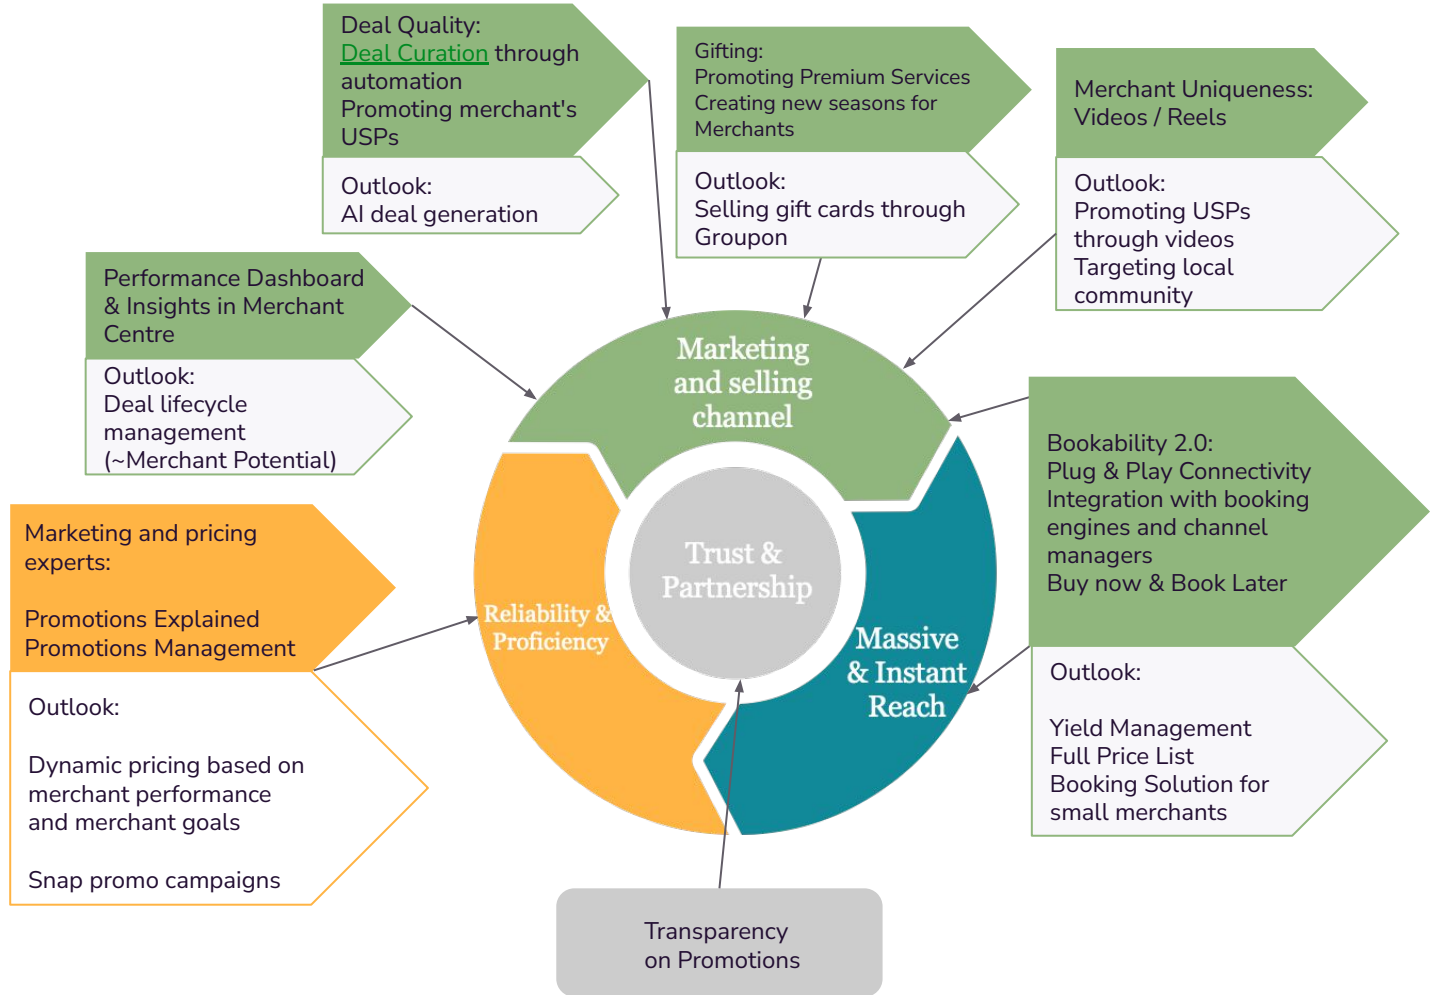 Deal Quality:
Deal Curation through
automation
Promoting merchant's
USPs
Outlook:
AI deal generation
Gifting:
Promoting Premium Services
Creating new seasons for
Merchants
Outlook:
Selling gift cards through
Groupon
Merchant Uniqueness:
Videos / Reels
Outlook:
Promoting USPs
through videos
Targeting local
community
Performance Dashboard
& Insights in Merchant
Centre
Outlook:
Deal lifecycle
management
(~Merchant Potential)
Marketing
and selling
channel
Bookability 2.0:
Plug & Play Connectivity
Integration with booking
engines and channel
managers
Buy now & Book Later
Outlook:
Yield Management
Full Price List
Booking Solution for
small merchants
Marketing and pricing
experts:
Promotions Explained
Promotions Management
Outlook:
Dynamic pricing based on
merchant performance
and merchant goals
Snap promo campaigns
Trust &
Partnership
Reliability &
Proficiency
Massive
& Instant
Reach
Transparency
on Promotions